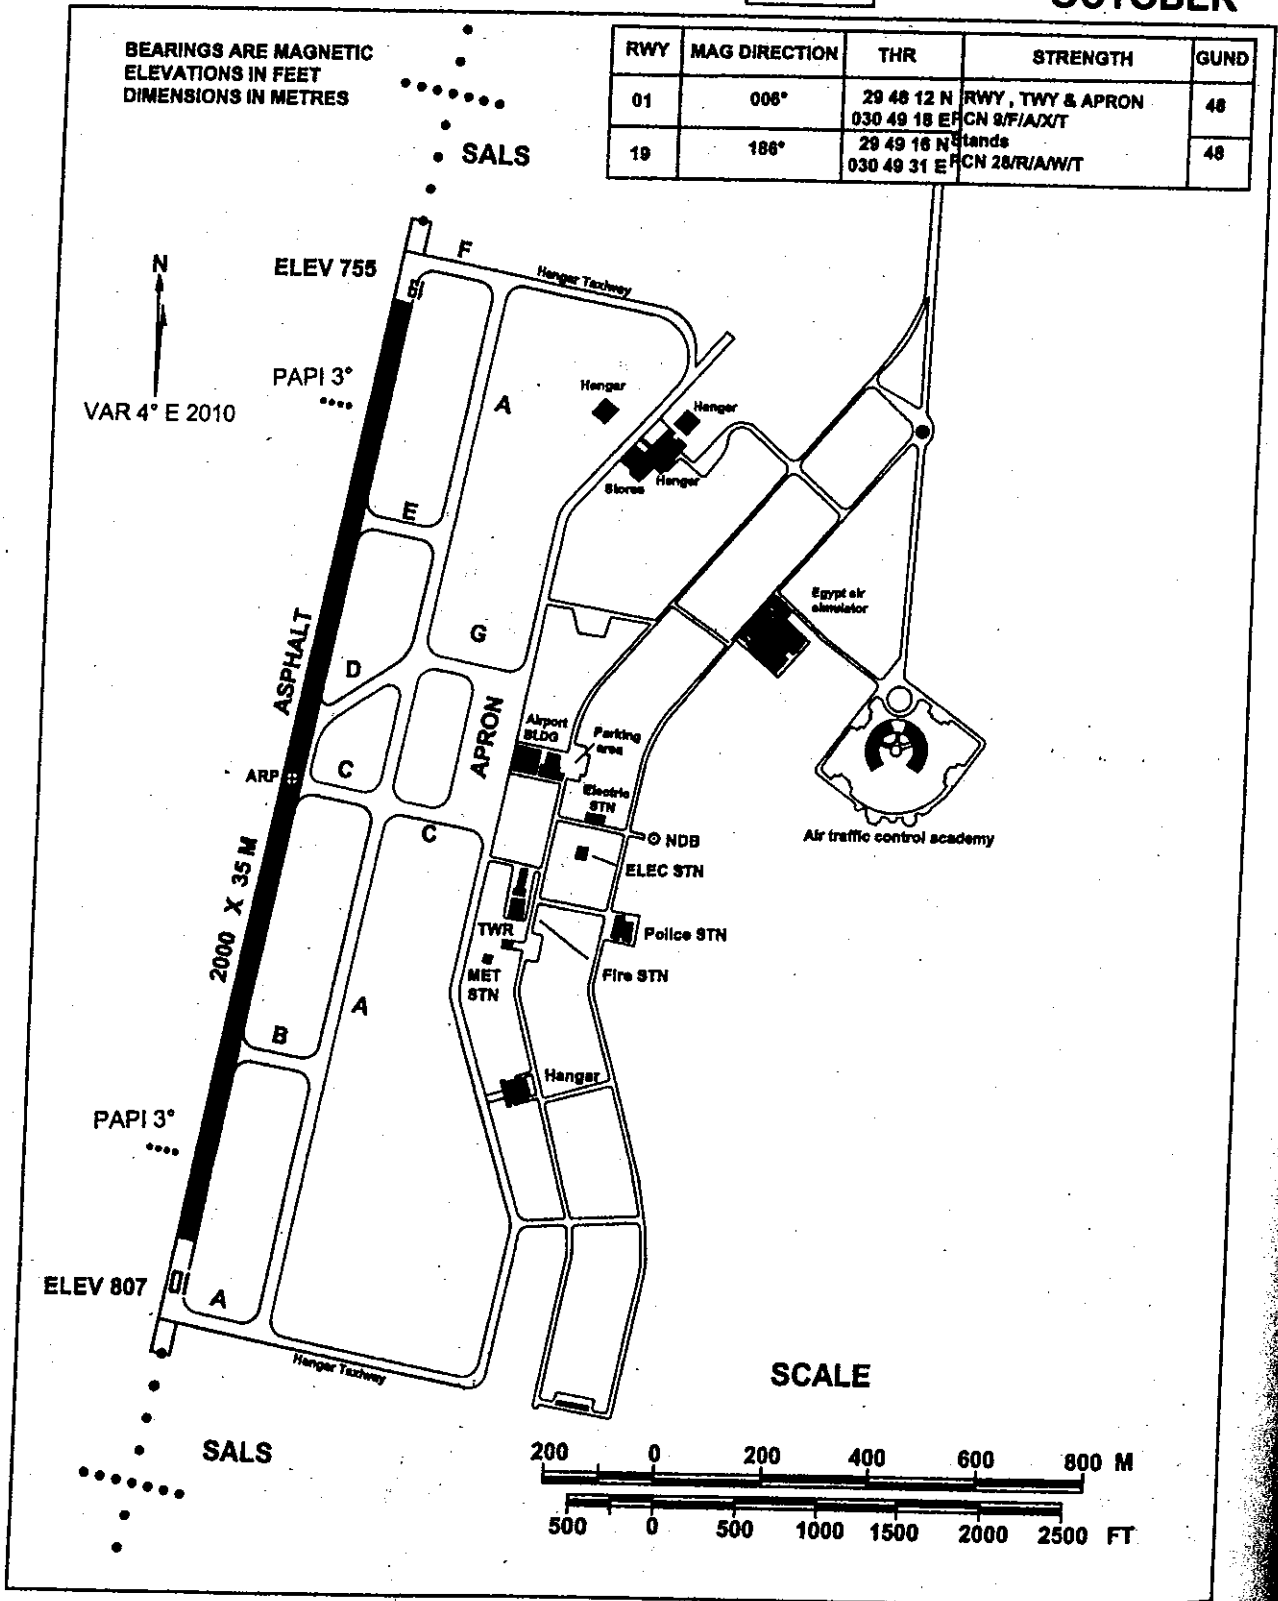 OCTOBER
BEARINGS ARE MAGNETIC
ELEVATIONS IN FEET
DIMENSIONS IN METRES
RWY MAG DIRECTION THR STRENGTH GUND
01 006° 29 48 12 N RWY , TWY & APRON 48
030 49 18 E PCN 9/F/A/X/T
19 186° 29 49 16 N Stands 48
030 49 31 E PCN 28/R/A/W/T
SALS
F
ELEV 755
Hangar Taxiway
N
PAPI 3°
VAR 4° E 2010
A
Hangar
Hangar
Stores
Hangar
E
Egypt air
simulator
ASPHALT
G
D
APRON
Airport
BLDG
Parking
area
ARP
C
Electric
STN
C
NDB
Air traffic control academy
ELEC STN
2000 X 35 M
TWR
Police STN
MET
STN
Fire STN
A
B
Hangar
PAPI 3°
ELEV 807
A
Hangar Taxiway
SCALE
SALS
200 0 200 400 600 800 M
500 0 500 1000 1500 2000 2500 FT